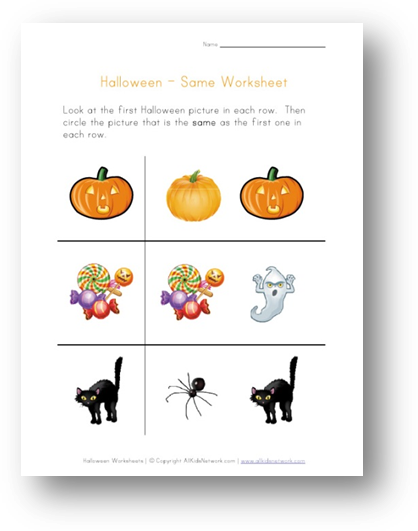 Name
Halloween - Same Worksheet
Look at the first Halloween picture in each row. Then
circle the picture that is the same as the first one in
each row.
Halloween Worksheets | © Copyright AllKidsNetwork.com | www.allkidsnetwork.com